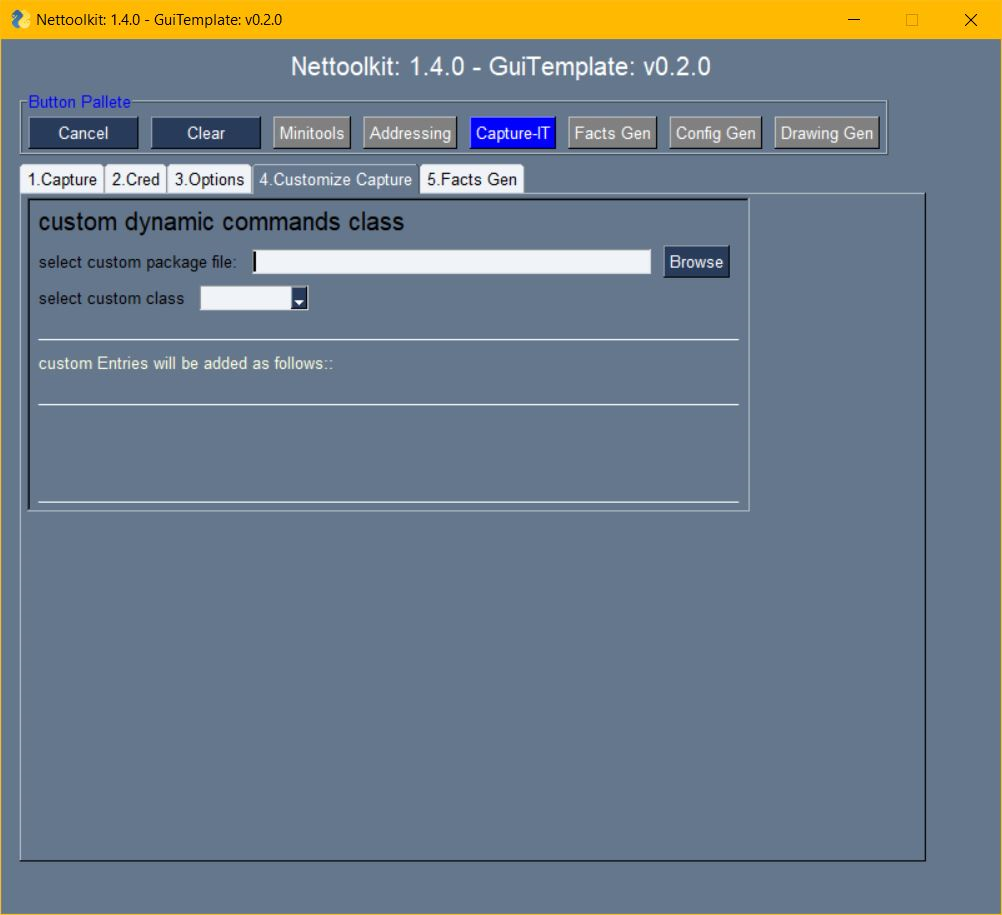 Nettoolkit: 1.4.0 - GuiTemplate: v0.2.0
Nettoolkit: 1.4.0 - GuiTemplate: v0.2.0
Button Pallete
Cancel Clear Minitools Addressing Capture-IT Facts Gen Config Gen Drawing Gen
1.Capture 2.Cred 3.Options 4.Customize Capture 5.Facts Gen
custom dynamic commands class
select custom package file: Browse
select custom class
custom Entries will be added as follows::